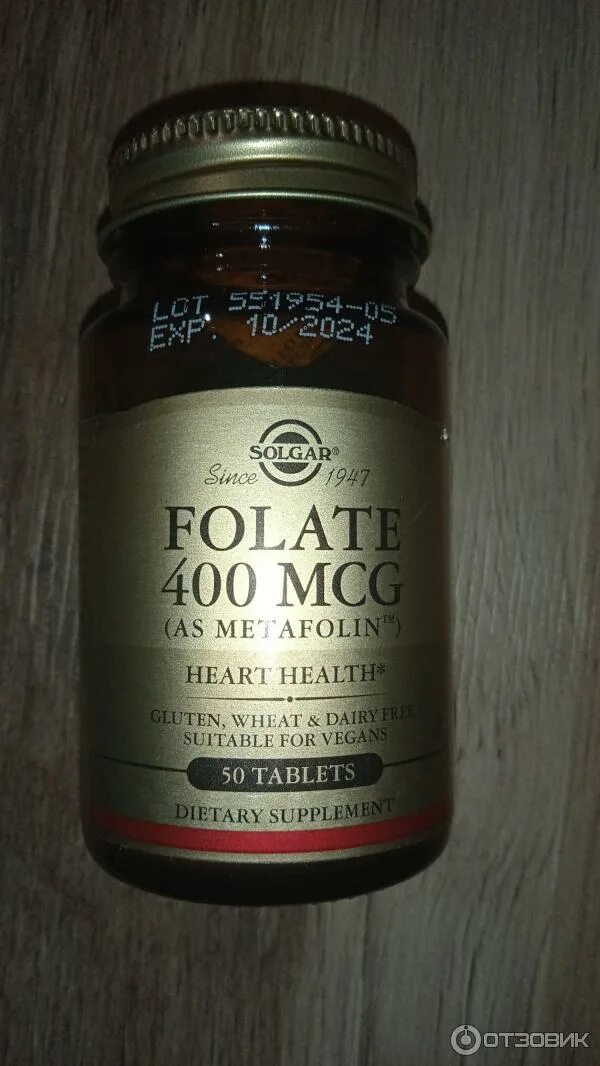 LOT 551954-05
EXP. 10/2024
SOLGAR®
Since 1947
FOLATE
400 MCG
(AS METAFOLIN™)
HEART HEALTH*
GLUTEN, WHEAT & DAIRY FREE
SUITABLE FOR VEGANS
50 TABLETS
DIETARY SUPPLEMENT
ОТЗОВИК